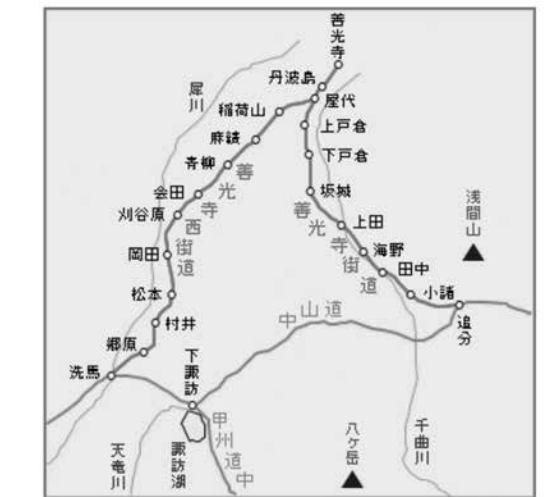 善光寺
丹波島
屋代
犀川
稲荷山
上戸倉
麻績
下戸倉
青柳
善光寺西街道
会田
坂城
刈谷原
善光寺街道
上田
浅間山
岡田
海野
田中
松本
小諸
追分
中山道
村井
郷原
下諏訪
洗馬
天竜川
諏訪湖
甲州道中
八ヶ岳
千曲川